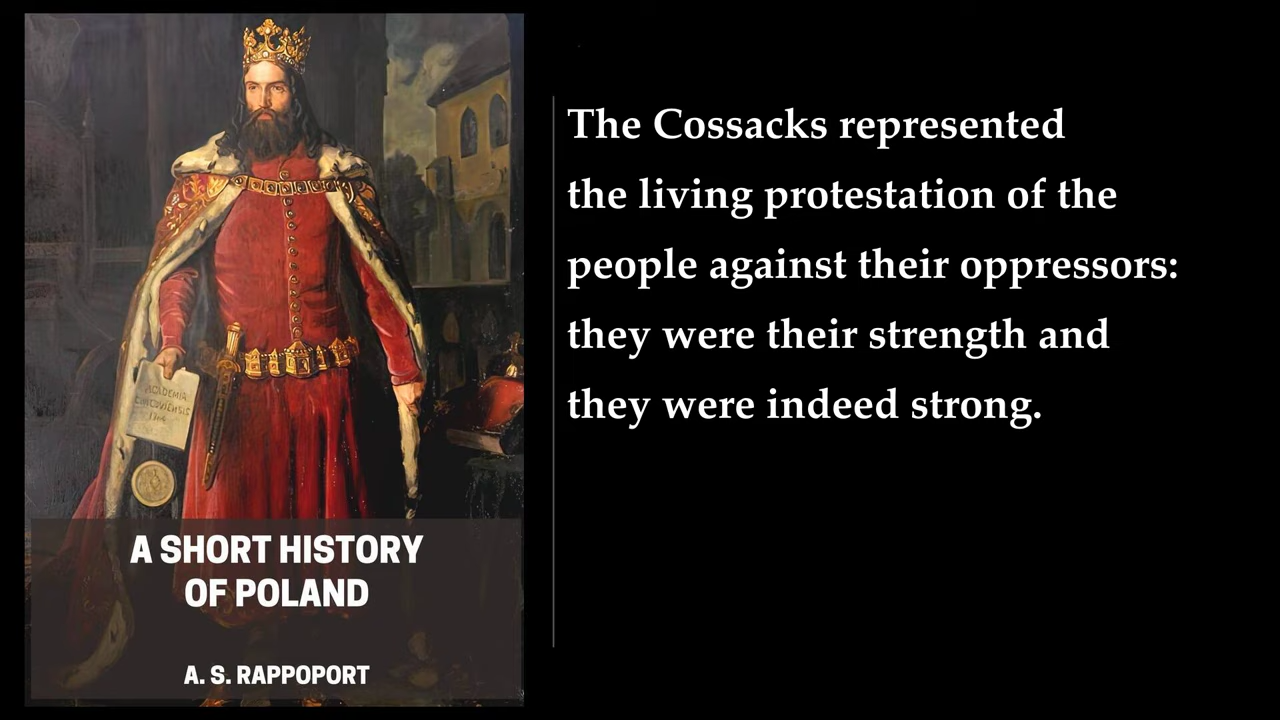 The Cossacks represented
the living protestation of the
people against their oppressors:
they were their strength and
they were indeed strong.
ACADEMIA
A SHORT HISTORY
OF POLAND
A. S. RAPPOPORT